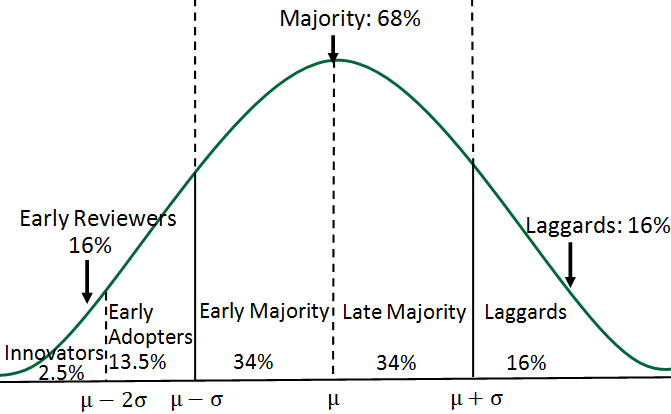 Majority: 68%
Early Reviewers
16%
Laggards: 16%
Innovators
2.5%
Early
Adopters
13.5%
Early Majority
34%
Late Majority
34%
Laggards
16%
μ − 2σ
μ − σ
μ
μ + σ